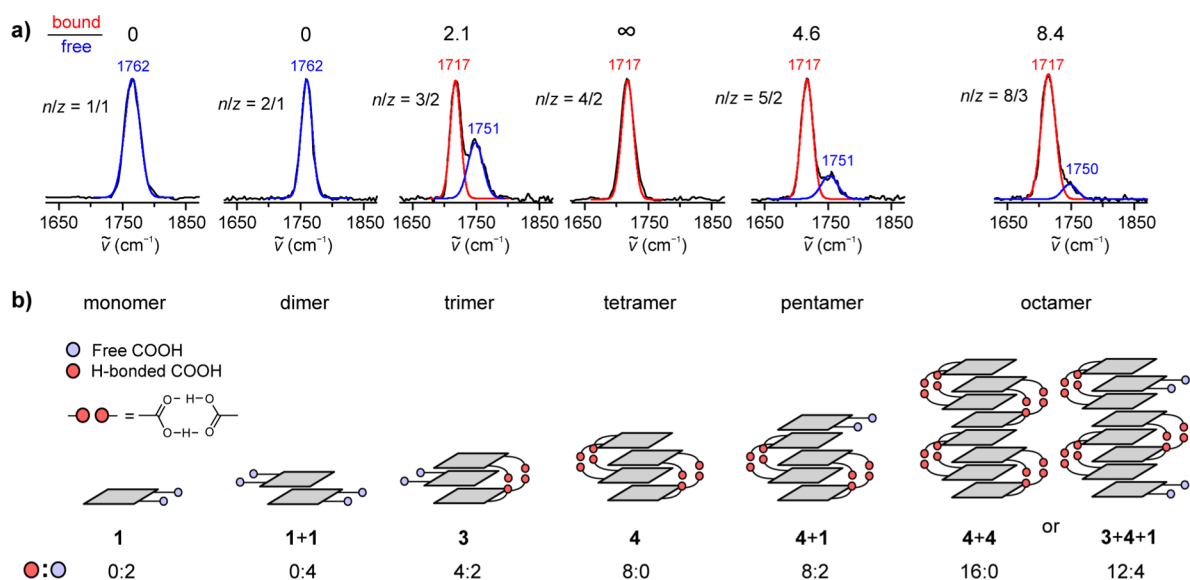 a)
bound
free
0
0
2.1
∞
4.6
8.4
n/z = 1/1
1762
n/z = 2/1
1762
n/z = 3/2
1717
1751
n/z = 4/2
1717
n/z = 5/2
1717
1751
n/z = 8/3
1717
1750
1650 1750 1850
1650 1750 1850
1650 1750 1850
1650 1750 1850
1650 1750 1850
1650 1750 1850
ṽ (cm⁻¹)
ṽ (cm⁻¹)
ṽ (cm⁻¹)
ṽ (cm⁻¹)
ṽ (cm⁻¹)
ṽ (cm⁻¹)
b)
monomer
dimer
trimer
tetramer
pentamer
octamer
Free COOH
H-bonded COOH
=
O– H–O
O–H– O
1
1+1
3
4
4+1
4+4
or
3+4+1
:
0:2
0:4
4:2
8:0
8:2
16:0
12:4